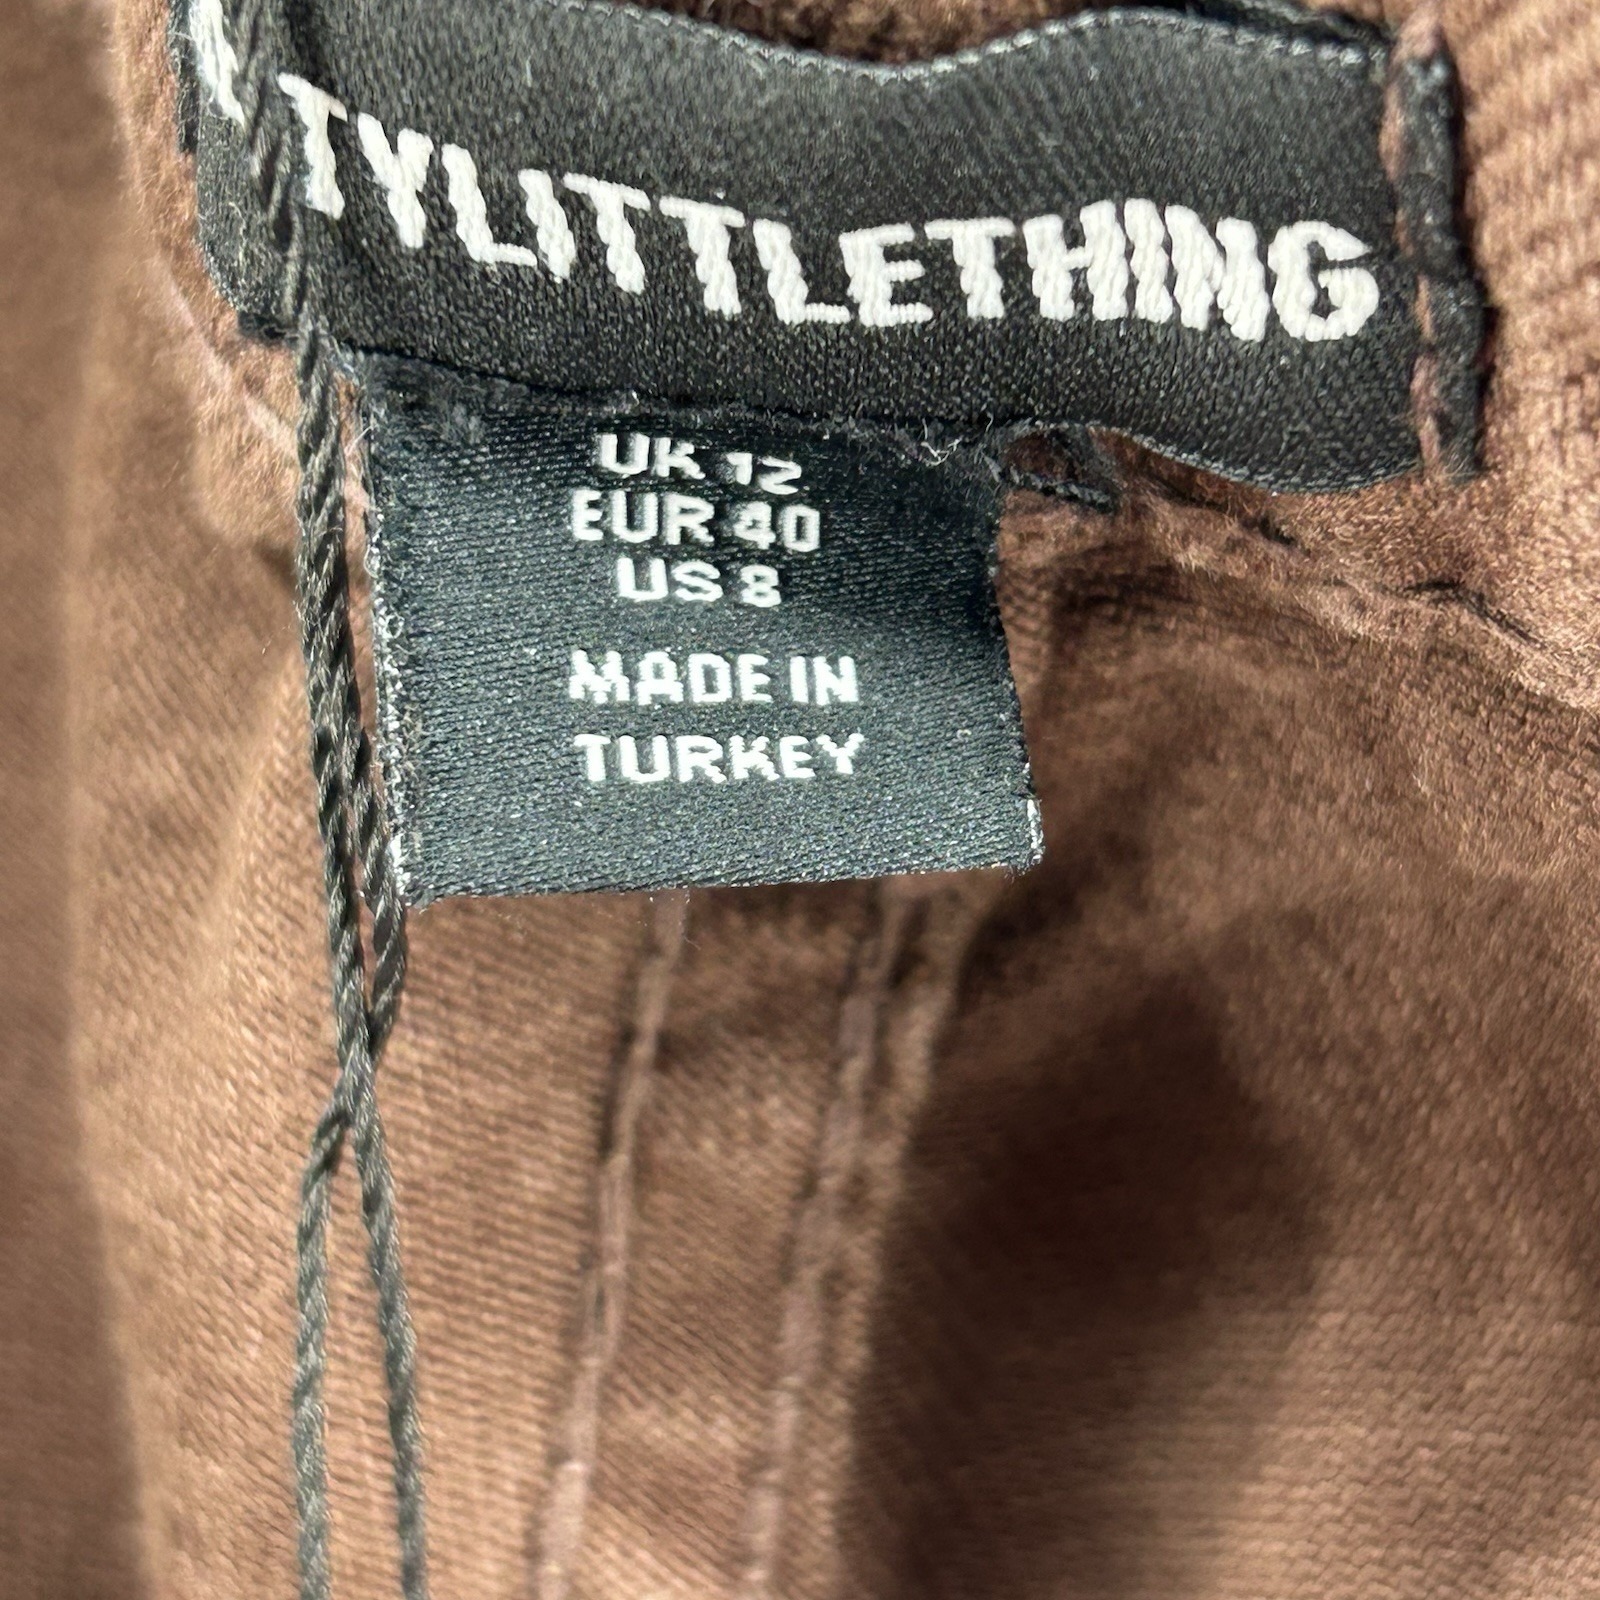 TYLITTLETHING
UK 12
EUR 40
US 8
MADE IN
TURKEY